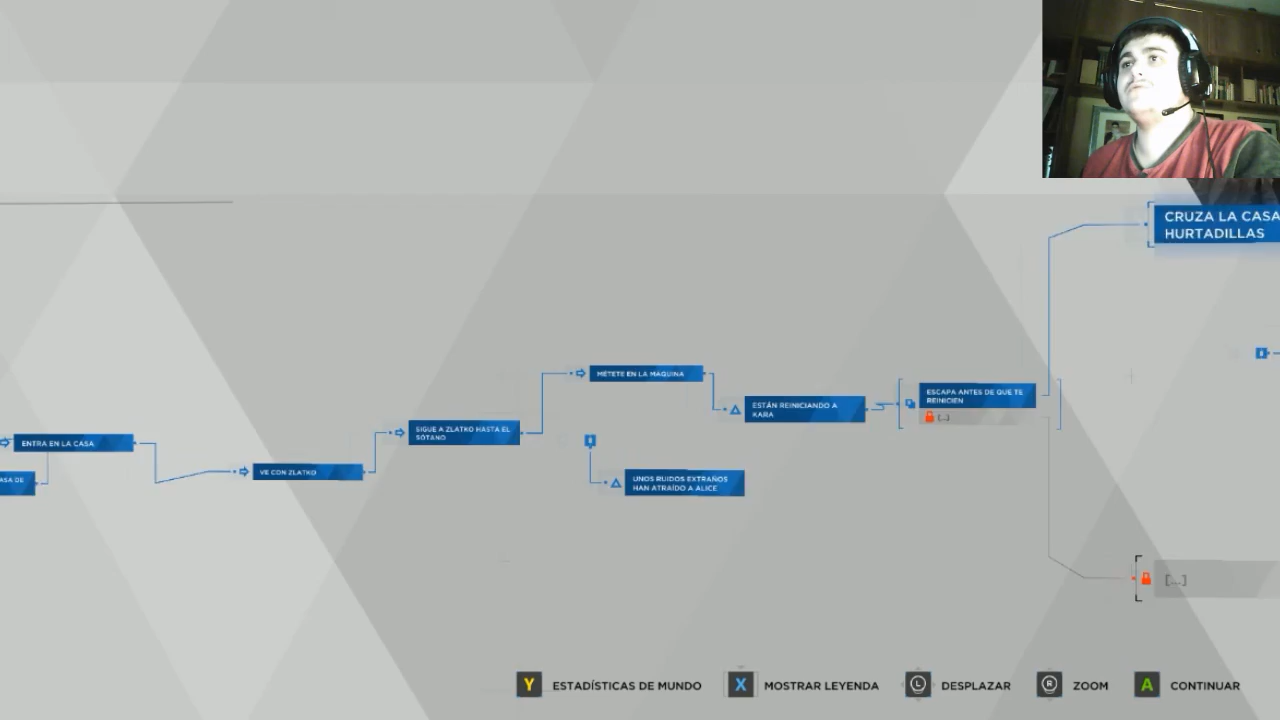 CRUZA LA CASA
HURTADILLAS
MÉTETE EN LA MÁQUINA
ESTÁN REINICIANDO A
KARA
ESCAPA ANTES DE QUE TE
REINICIEN
[...]
ENTRA EN LA CASA
SIGUE A ZLATKO HASTA EL
SÓTANO
VE CON ZLATKO
ASA DE
UNOS RUIDOS EXTRAÑOS
HAN ATRAÍDO A ALICE
[...]
Y ESTADÍSTICAS DE MUNDO
X MOSTRAR LEYENDA
L DESPLAZAR
R ZOOM
A CONTINUAR